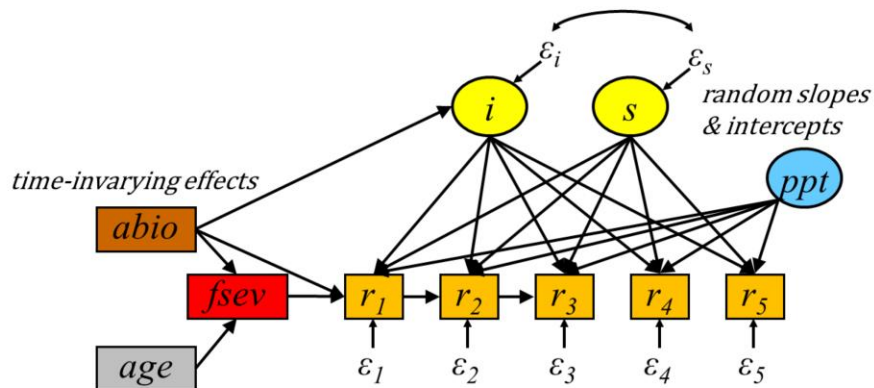 εi
εs
random slopes
& intercepts
i
s
ppt
time-invarying effects
abio
fsev
r1
r2
r3
r4
r5
age
ε1
ε2
ε3
ε4
ε5